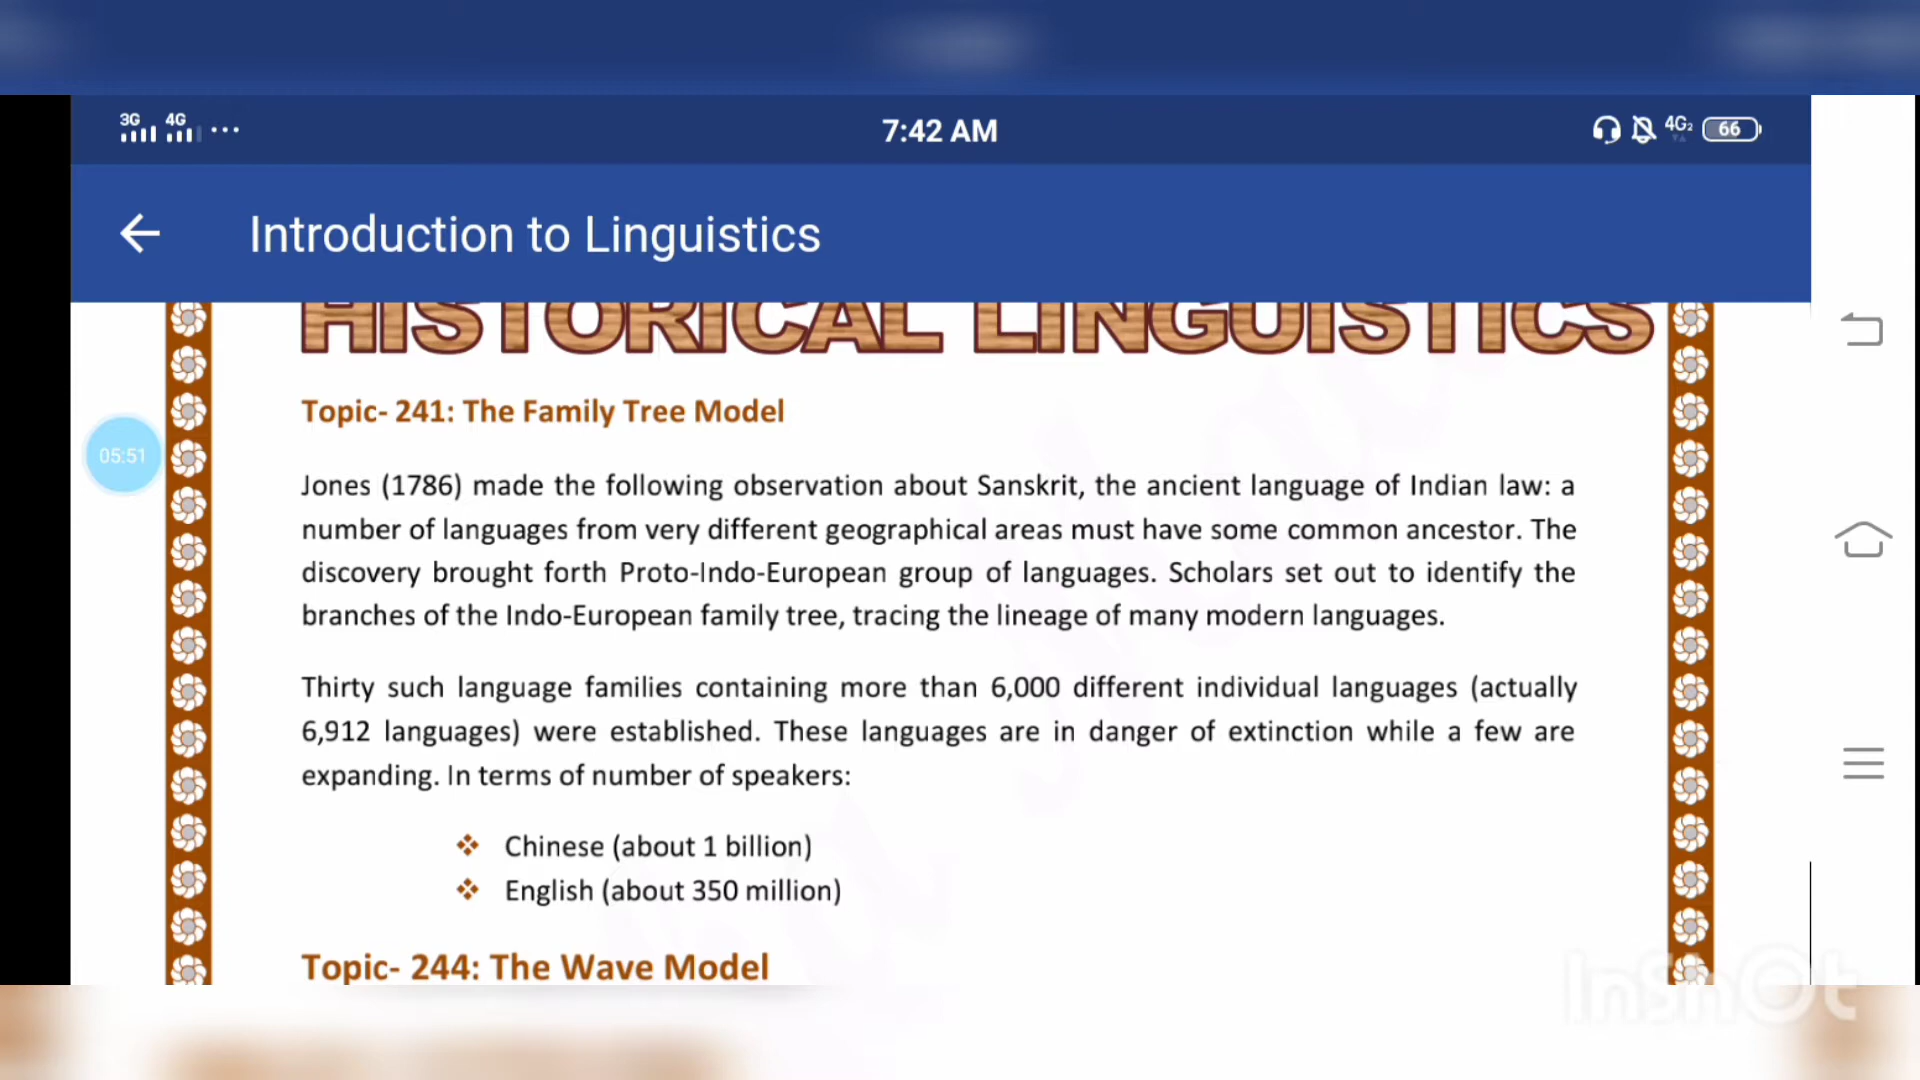 3G 4G
7:42 AM
4G2 66
Introduction to Linguistics
HISTORICAL LINGUISTICS
Topic- 241: The Family Tree Model
05:51
Jones (1786) made the following observation about Sanskrit, the ancient language of Indian law: a
number of languages from very different geographical areas must have some common ancestor. The
discovery brought forth Proto-Indo-European group of languages. Scholars set out to identify the
branches of the Indo-European family tree, tracing the lineage of many modern languages.
Thirty such language families containing more than 6,000 different individual languages (actually
6,912 languages) were established. These languages are in danger of extinction while a few are
expanding. In terms of number of speakers:
Chinese (about 1 billion)
English (about 350 million)
Topic- 244: The Wave Model
InShOt